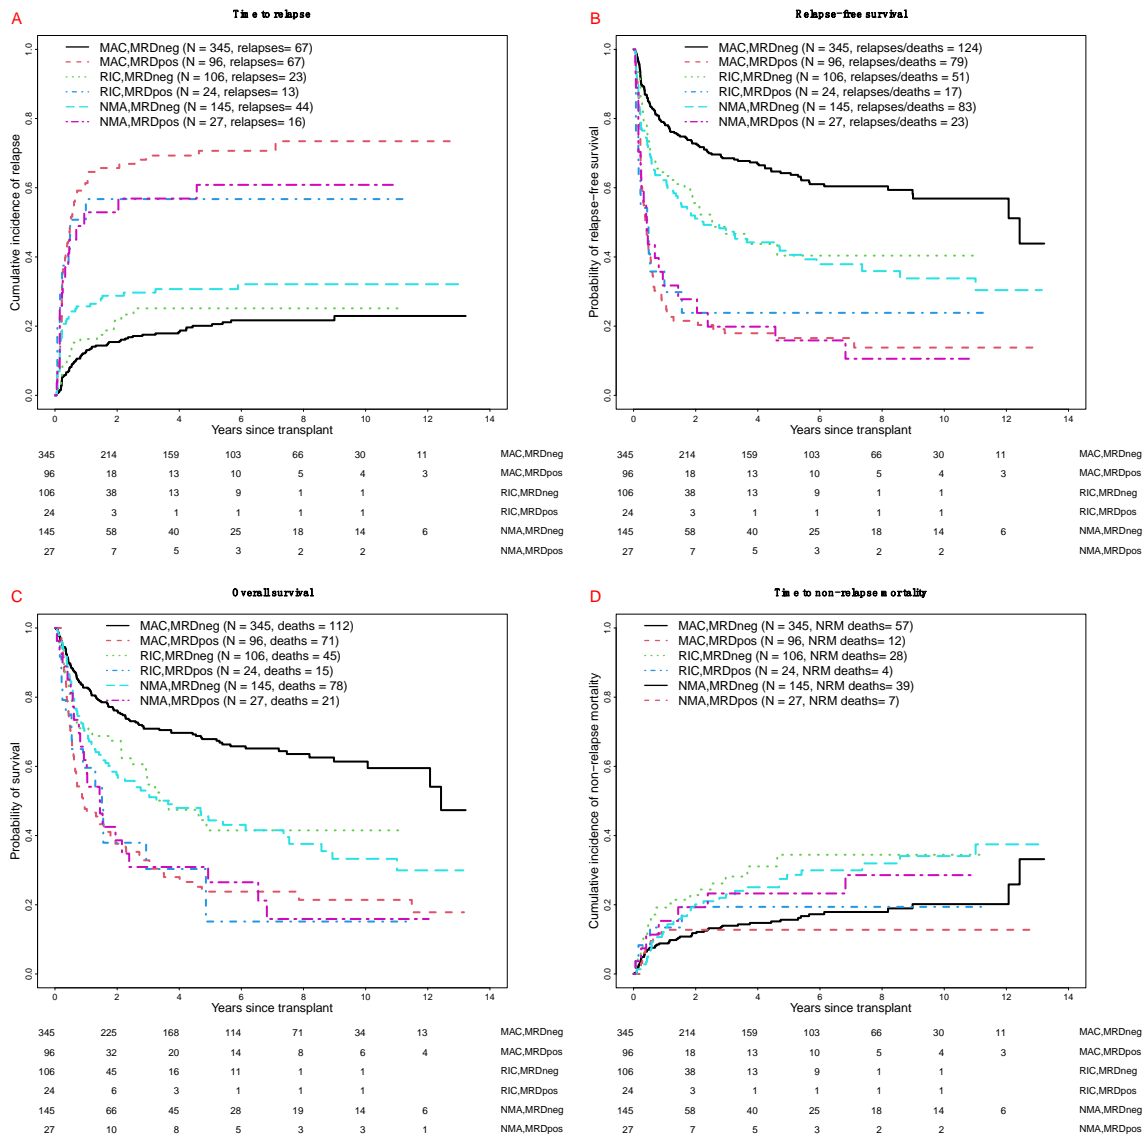 A
Time to relapse
MAC,MRDneg (N = 345, relapses= 67)
MAC,MRDpos (N = 96, relapses= 67)
RIC,MRDneg (N = 106, relapses= 23)
RIC,MRDpos (N = 24, relapses= 13)
NMA,MRDneg (N = 145, relapses= 44)
NMA,MRDpos (N = 27, relapses= 16)
Cumulative incidence of relapse
0.0 0.2 0.4 0.6 0.8 1.0
0 2 4 6 8 10 12 14
Years since transplant
345 214 159 103 66 30 11 MAC,MRDneg
96 18 13 10 5 4 3 MAC,MRDpos
106 38 13 9 1 1 RIC,MRDneg
24 3 1 1 1 1 RIC,MRDpos
145 58 40 25 18 14 6 NMA,MRDneg
27 7 5 3 2 2 NMA,MRDpos
B
Relapse-free survival
MAC,MRDneg (N = 345, relapses/deaths = 124)
MAC,MRDpos (N = 96, relapses/deaths = 79)
RIC,MRDneg (N = 106, relapses/deaths = 51)
RIC,MRDpos (N = 24, relapses/deaths = 17)
NMA,MRDneg (N = 145, relapses/deaths = 83)
NMA,MRDpos (N = 27, relapses/deaths = 23)
Probability of relapse−free survival
0.0 0.2 0.4 0.6 0.8 1.0
0 2 4 6 8 10 12 14
Years since transplant
345 214 159 103 66 30 11 MAC,MRDneg
96 18 13 10 5 4 3 MAC,MRDpos
106 38 13 9 1 1 RIC,MRDneg
24 3 1 1 1 1 RIC,MRDpos
145 58 40 25 18 14 6 NMA,MRDneg
27 7 5 3 2 2 NMA,MRDpos
C
Overall survival
MAC,MRDneg (N = 345, deaths = 112)
MAC,MRDpos (N = 96, deaths = 71)
RIC,MRDneg (N = 106, deaths = 45)
RIC,MRDpos (N = 24, deaths = 15)
NMA,MRDneg (N = 145, deaths = 78)
NMA,MRDpos (N = 27, deaths = 21)
Probability of survival
0.0 0.2 0.4 0.6 0.8 1.0
0 2 4 6 8 10 12 14
Years since transplant
345 225 168 114 71 34 13 MAC,MRDneg
96 32 20 14 8 6 4 MAC,MRDpos
106 45 16 11 1 1 RIC,MRDneg
24 6 3 1 1 1 RIC,MRDpos
145 66 45 28 19 14 6 NMA,MRDneg
27 10 8 5 3 3 1 NMA,MRDpos
D
Time to non-relapse mortality
MAC,MRDneg (N = 345, NRM deaths= 57)
MAC,MRDpos (N = 96, NRM deaths= 12)
RIC,MRDneg (N = 106, NRM deaths= 28)
RIC,MRDpos (N = 24, NRM deaths= 4)
NMA,MRDneg (N = 145, NRM deaths= 39)
NMA,MRDpos (N = 27, NRM deaths= 7)
Cumulative incidence of non−relapse mortality
0.0 0.2 0.4 0.6 0.8 1.0
0 2 4 6 8 10 12 14
Years since transplant
345 214 159 103 66 30 11 MAC,MRDneg
96 18 13 10 5 4 3 MAC,MRDpos
106 38 13 9 1 1 RIC,MRDneg
24 3 1 1 1 1 RIC,MRDpos
145 58 40 25 18 14 6 NMA,MRDneg
27 7 5 3 2 2 NMA,MRDpos